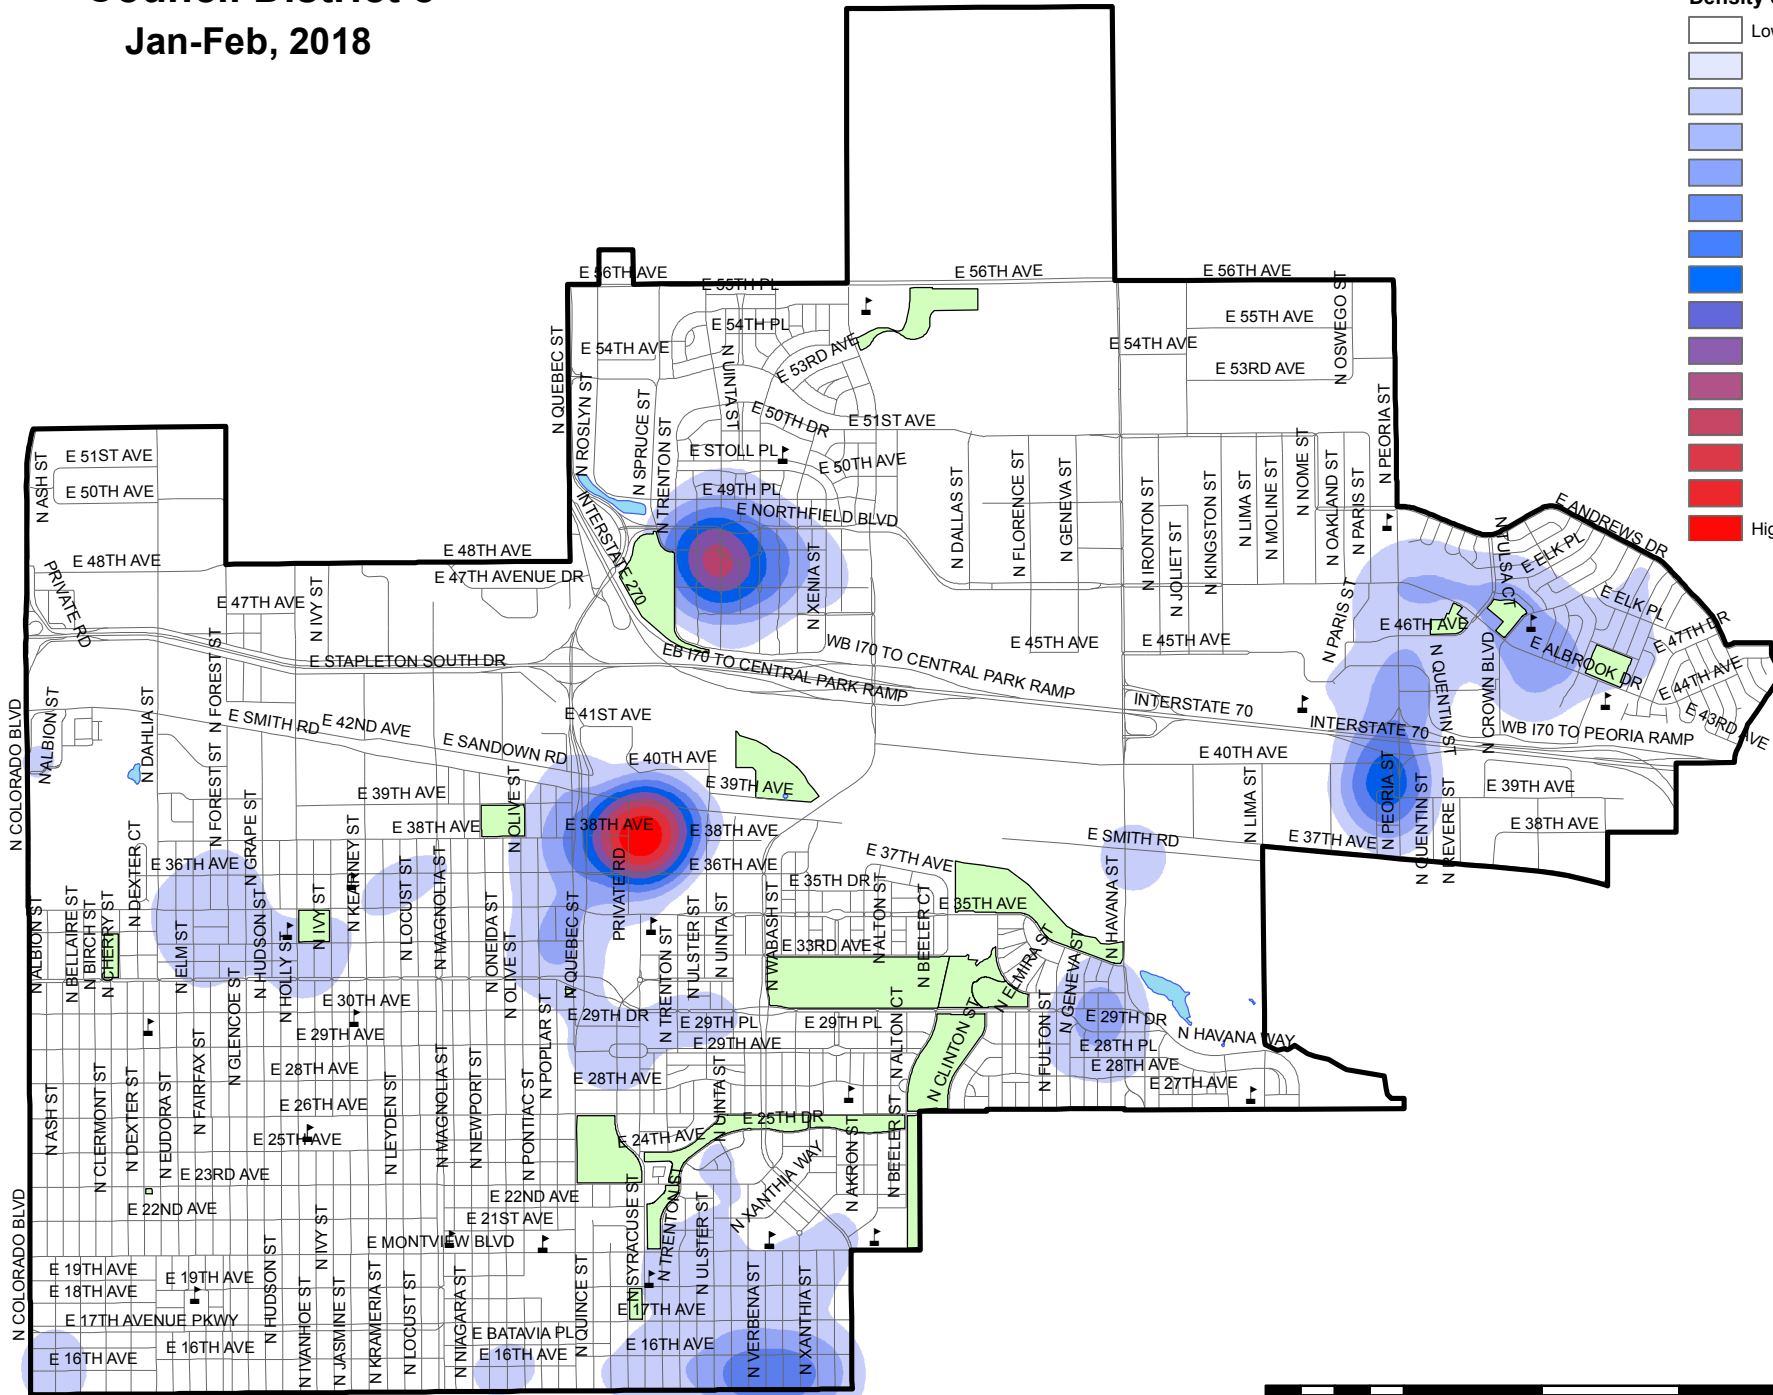 Jan-Feb, 2018
E 56TH AVE
E 55TH PL
E 56TH AVE
E 56TH AVE
E 54TH PL
E 55TH AVE
E 54TH AVE
E 53RD AVE
E 54TH AVE
E 53RD AVE
N OSWEGO ST
N QUEBEC ST
N ROSLYN ST
N UINTA ST
N SPRUCE ST
N TRENTON ST
E 50TH DR
E 51ST AVE
N PEORIA ST
E STOLL PL
E 50TH AVE
E 51ST AVE
E 50TH AVE
N ASH ST
E 49TH PL
E NORTHFIELD BLVD
N DALLAS ST
N FLORENCE ST
N GENEVA ST
N IRONTON ST
N JOLIET ST
N KINGSTON ST
N LIMA ST
N MOLINE ST
N NOME ST
N OAKLAND ST
N PARIS ST
E ANDREWS DR
N TULSA CT
E ELK PL
E ELK PL
E 48TH AVE
E 48TH AVE
E 47TH AVENUE DR
INTERSTATE 270
N XENIA ST
PRIVATE RD
E 47TH AVE
N IVY ST
N FOREST ST
E STAPLETON SOUTH DR
EB I70 TO CENTRAL PARK RAMP
WB I70 TO CENTRAL PARK RAMP
E 45TH AVE
E 45TH AVE
N PARIS ST
E 46TH AVE
N QUENTIN ST
N CROWN BLVD
E ALBROOK DR
E 47TH DR
E 44TH AVE
E 43RD AVE
INTERSTATE 70
INTERSTATE 70
WB I70 TO PEORIA RAMP
N COLORADO BLVD
N ALBION ST
N DAHLIA ST
E SMITH RD
E 42ND AVE
E SANDOWN RD
E 41ST AVE
E 40TH AVE
E 39TH AVE
E 40TH AVE
N FOREST ST
N GRAPE ST
E 39TH AVE
E 38TH AVE
N OLIVE ST
E 38TH AVE
E 38TH AVE
N LIMA ST
N PEORIA ST
N QUENTIN ST
N REVERE ST
E 39TH AVE
E 38TH AVE
E 37TH AVE
E SMITH RD
N DEXTER CT
E 36TH AVE
N KEARNEY ST
PRIVATE RD
E 36TH AVE
E 37TH AVE
E 35TH DR
E 35TH AVE
N HAVANA ST
N ALBION ST
N BELLAIRE ST
N BIRCH ST
N CHERRY ST
N ELM ST
N HUDSON ST
N HOLLY ST
N IVY ST
N LOCUST ST
N MAGNOLIA ST
N ONEIDA ST
N OLIVE ST
N QUEBEC ST
N TRENTON ST
N ULSTER ST
N UINTA ST
N WABASH ST
N ALTON ST
N BEELER CT
E 33RD AVE
N ELMIRA ST
N GENEVA ST
N GLENCOE ST
E 30TH AVE
E 29TH AVE
N POPLAR ST
E 29TH DR
E 29TH PL
E 29TH AVE
E 29TH PL
N ALTON CT
N CLINTON ST
N FULTON ST
E 29TH DR
E 28TH PL
E 28TH AVE
E 27TH AVE
N HAVANA WAY
N ASH ST
N CLERMONT ST
N DEXTER ST
N EUDORA ST
N FAIRFAX ST
E 28TH AVE
E 26TH AVE
E 25TH AVE
N LEYDEN ST
N MAGNOLIA ST
N NEWPORT ST
N PONTIAC ST
E 28TH AVE
N UINTA ST
E 25TH DR
E 24TH AVE
N AKRON ST
N BEELER ST
E 23RD AVE
E 22ND AVE
E 22ND AVE
E 21ST AVE
E MONTVIEW BLVD
N SYRACUSE ST
N TRENTON ST
N ULSTER ST
N XANTHIA WAY
N COLORADO BLVD
E 19TH AVE
E 19TH AVE
E 18TH AVE
E 17TH AVENUE PKWY
E 16TH AVE
E 16TH AVE
N HUDSON ST
N IVY ST
N IVANHOE ST
N JASMINE ST
N KRAMERIA ST
N LOCUST ST
N NIAGARA ST
E BATAVIA PL
E 16TH AVE
N QUINCE ST
E 17TH AVE
E 16TH AVE
N VERBENA ST
N XANTHIA ST